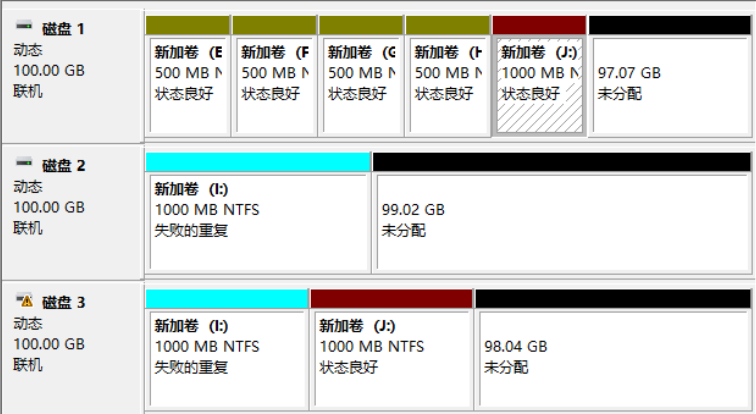 磁盘 1
动态
100.00 GB
联机
新加卷 (E
500 MB N
状态良好
新加卷 (F
500 MB N
状态良好
新加卷 (G
500 MB N
状态良好
新加卷 (H
500 MB N
状态良好
新加卷 (J:)
1000 MB N
状态良好
97.07 GB
未分配
磁盘 2
动态
100.00 GB
联机
新加卷 (I:)
1000 MB NTFS
失败的重复
99.02 GB
未分配
磁盘 3
动态
100.00 GB
联机
新加卷 (I:)
1000 MB NTFS
失败的重复
新加卷 (J:)
1000 MB NTFS
状态良好
98.04 GB
未分配